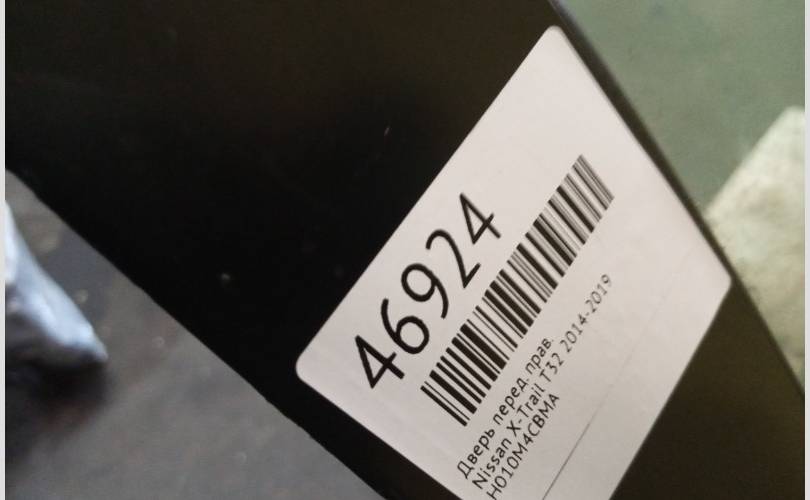 46924
Дверь перед. прав.
Nissan X-Trail T32 2014-2019
H010M4CBMA